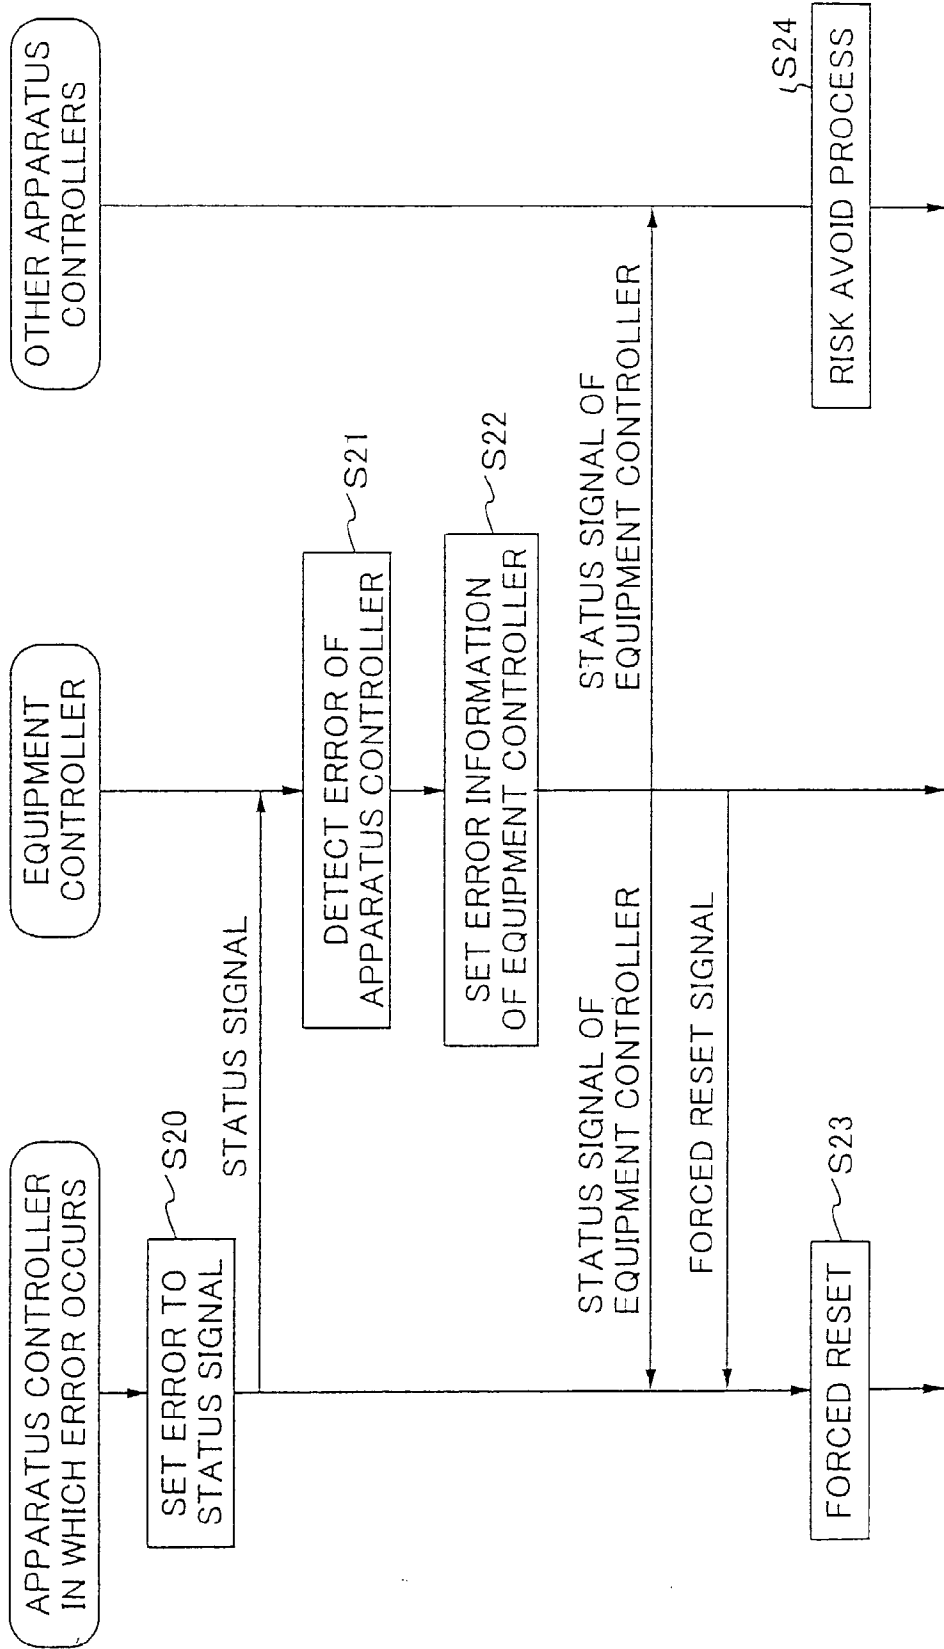 APPARATUS CONTROLLER
IN WHICH ERROR OCCURS
EQUIPMENT
CONTROLLER
OTHER APPARATUS
CONTROLLERS
SET ERROR TO
STATUS SIGNAL
S20
STATUS SIGNAL
DETECT ERROR OF
APPARATUS CONTROLLER
S21
SET ERROR INFORMATION
OF EQUIPMENT CONTROLLER
S22
STATUS SIGNAL OF
EQUIPMENT CONTROLLER
STATUS SIGNAL OF
EQUIPMENT CONTROLLER
FORCED RESET SIGNAL
FORCED RESET
S23
RISK AVOID PROCESS
S24